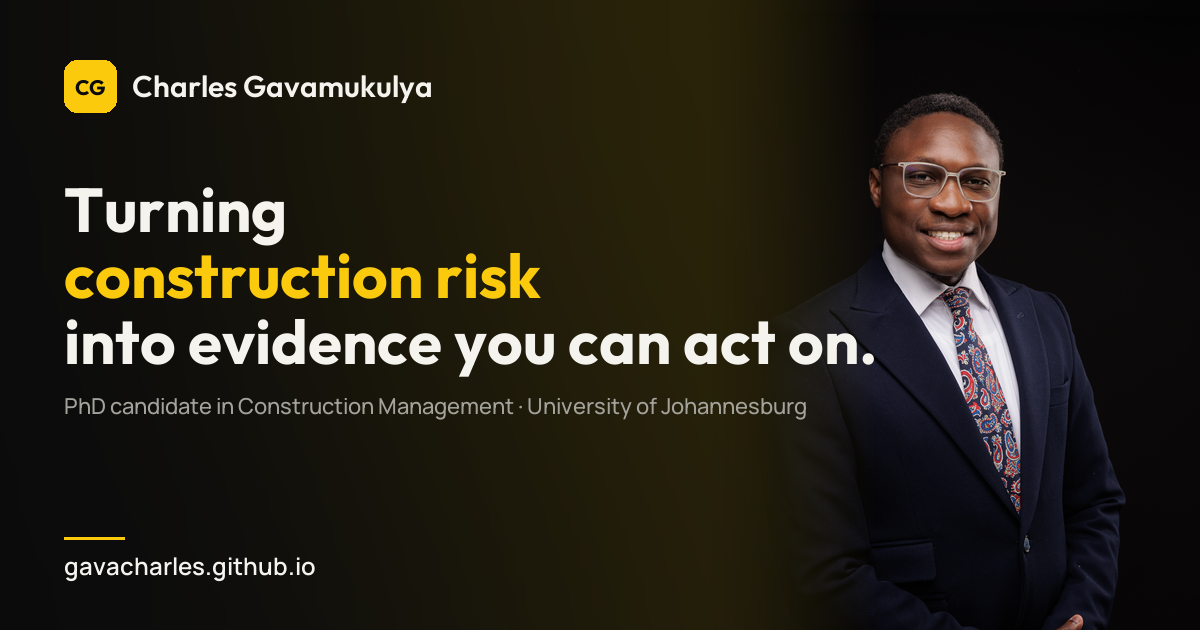 CG
Charles Gavamukulya
Turning
construction risk
into evidence you can act on.
PhD candidate in Construction Management · University of Johannesburg
gavacharles.github.io